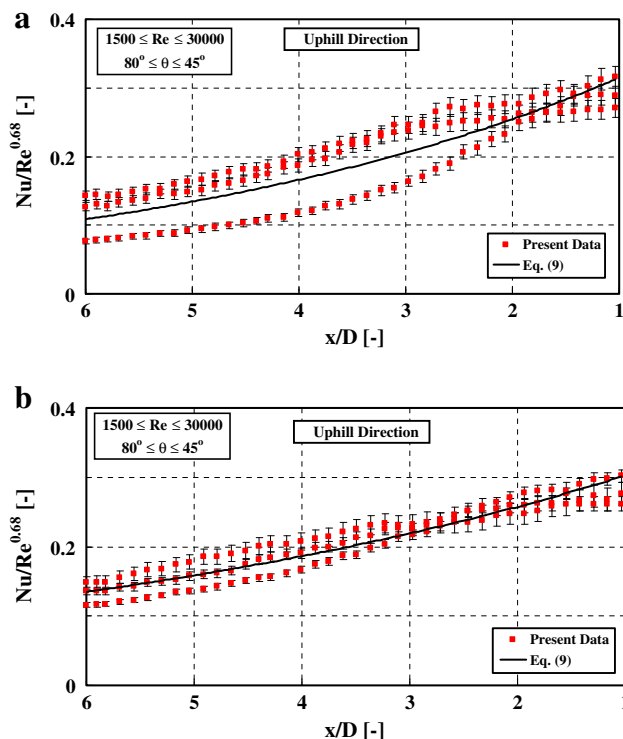 a
0.4
1500 ≤ Re ≤ 30000
80° ≤ θ ≤ 45°
Uphill Direction
Nu/Re^0.68 [-]
0.2
Present Data
Eq. (9)
0
6 5 4 3 2 1
x/D [-]
b
0.4
1500 ≤ Re ≤ 30000
80° ≤ θ ≤ 45°
Uphill Direction
Nu/Re^0.68 [-]
0.2
Present Data
Eq. (9)
0
6 5 4 3 2 1
x/D [-]